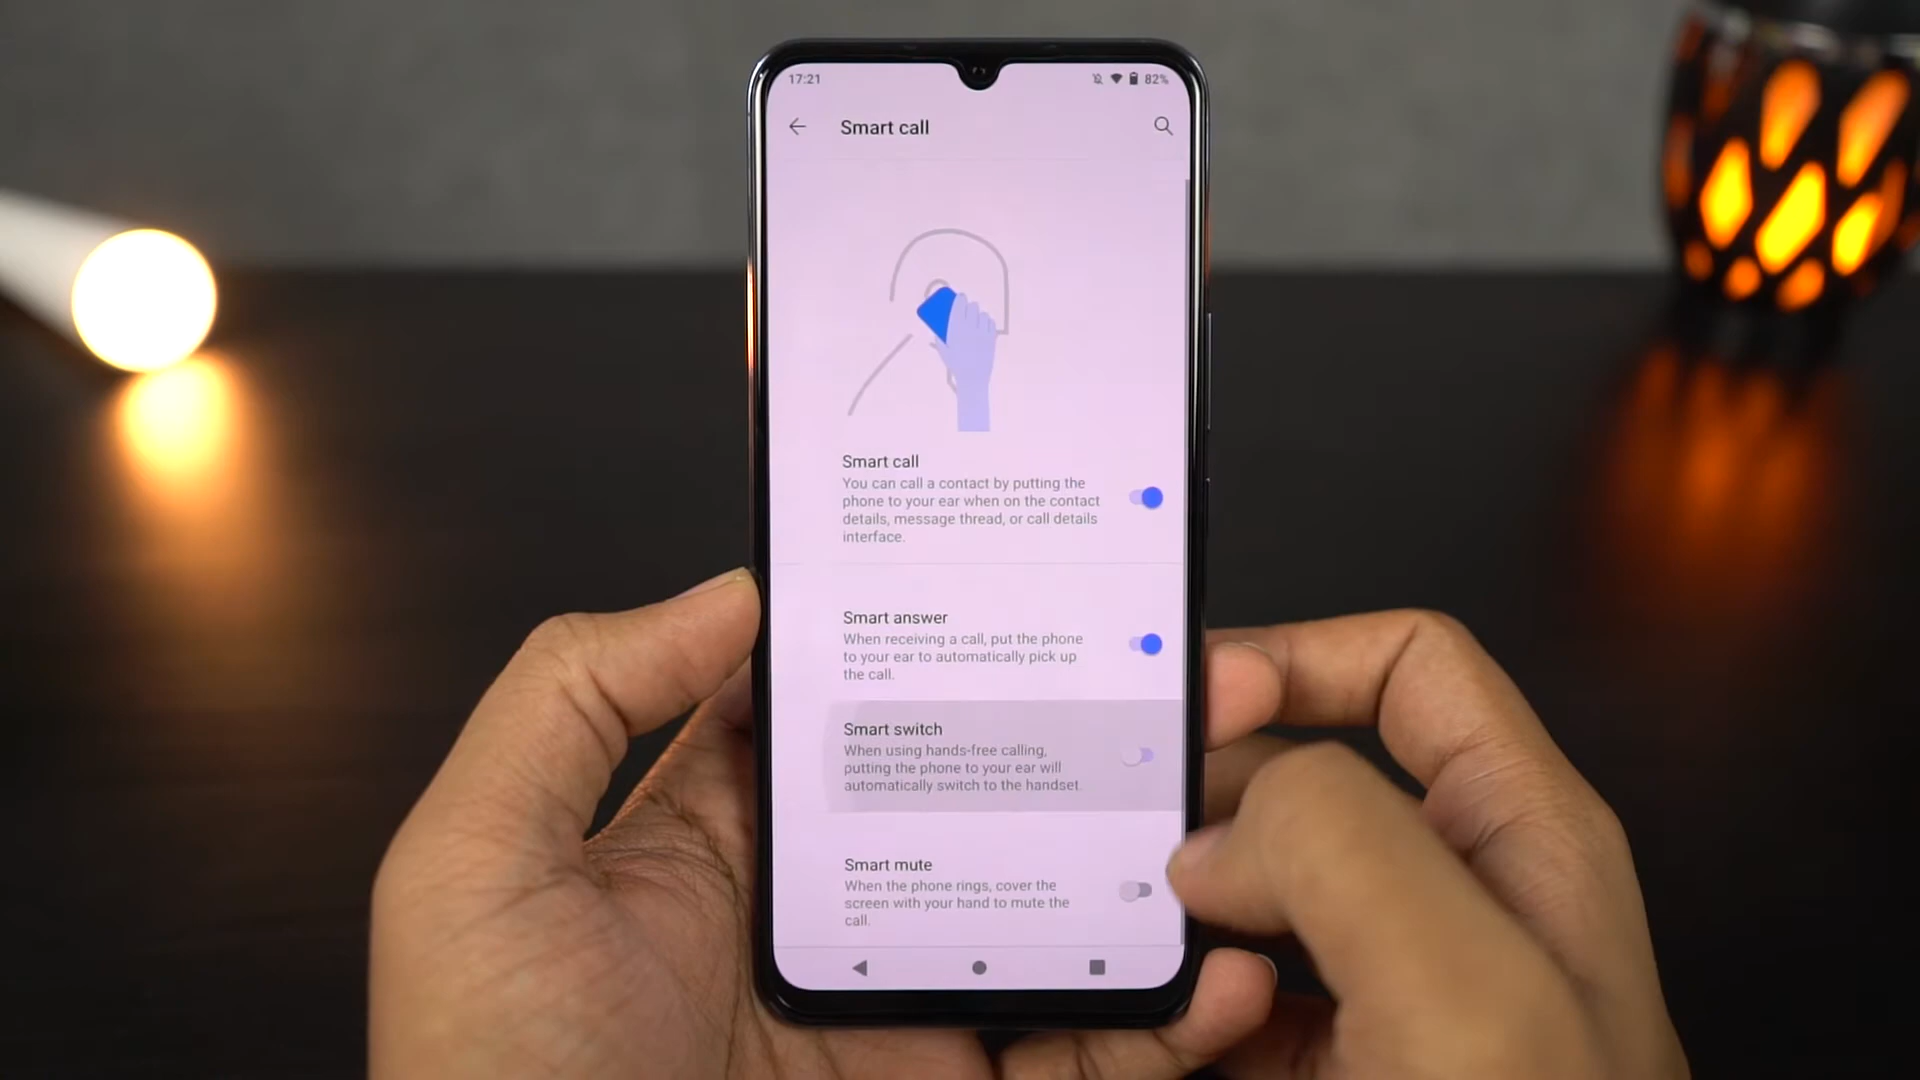 17:21
82%
Smart call
Smart call
You can call a contact by putting the
phone to your ear when on the contact
details, message thread, or call details
interface.
Smart answer
When receiving a call, put the phone
to your ear to automatically pick up
the call.
Smart switch
When using hands-free calling,
putting the phone to your ear will
automatically switch to the handset.
Smart mute
When the phone rings, cover the
screen with your hand to mute the
call.